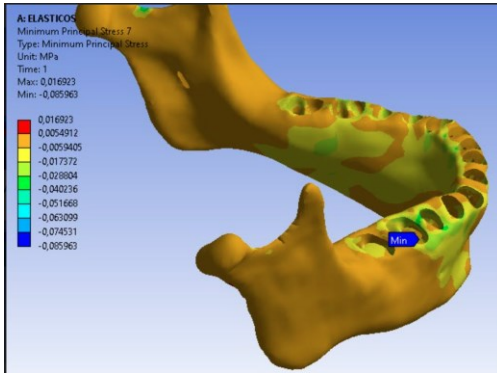 A: ELASTICOS
Minimum Principal Stress 7
Type: Minimum Principal Stress
Unit: MPa
Time: 1
Max: 0,016923
Min: -0,085963
0,016923
0,0054912
-0,0059405
-0,017372
-0,028804
-0,040236
-0,051668
-0,063099
-0,074531
-0,085963
Min